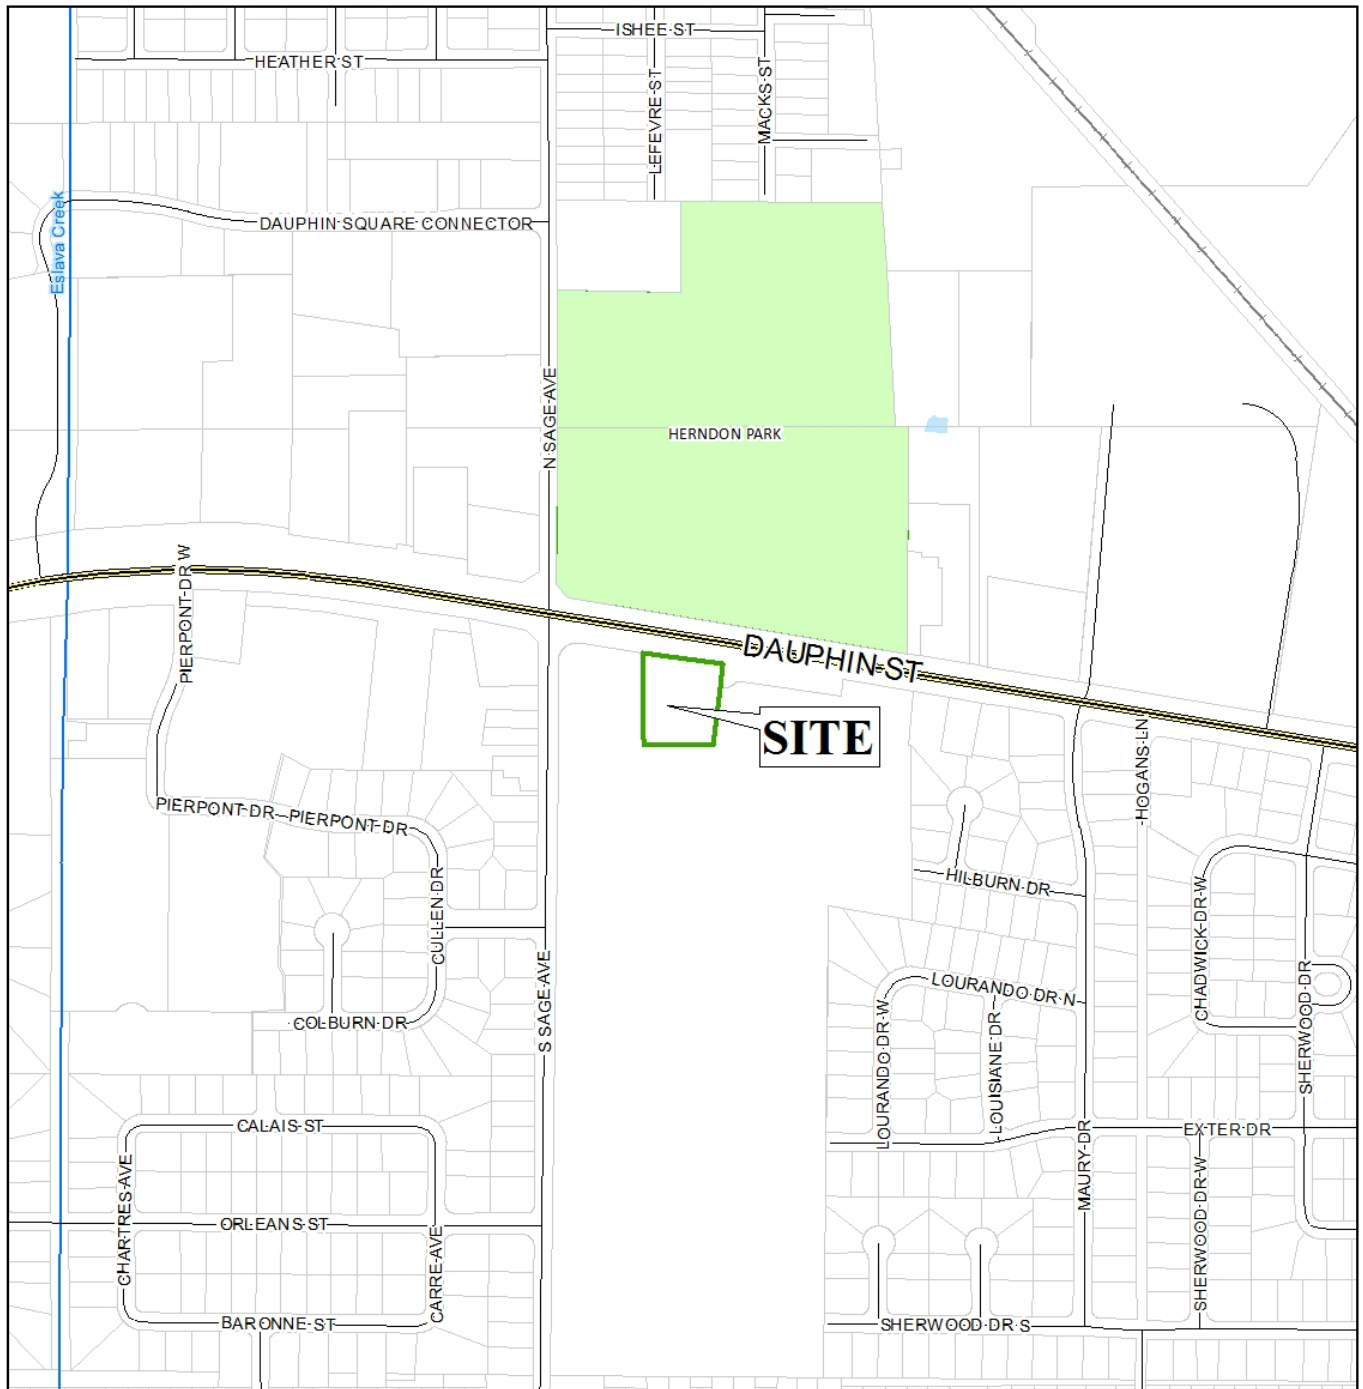 ISHEE ST
HEATHER ST
LEFEVRE ST
MACKS ST
Eslava Creek
DAUPHIN SQUARE CONNECTOR
N SAGE AVE
HERNDON PARK
PIERPONT DR W
DAUPHIN ST
SITE
HOGANS LN
PIERPONT DR
PIERPONT DR
CULLEN DR
HILBURN DR
CHADWICK DR W
S SAGE AVE
LOURANDO DR N
LOURANDO DR W
LOUISIANE DR
SHERWOOD DR
COLBURN DR
CALAIS ST
EXTER DR
CHARTRES AVE
MAURY DR
SHERWOOD DR W
ORLEANS ST
CARRE AVE
BARONNE ST
SHERWOOD DR S